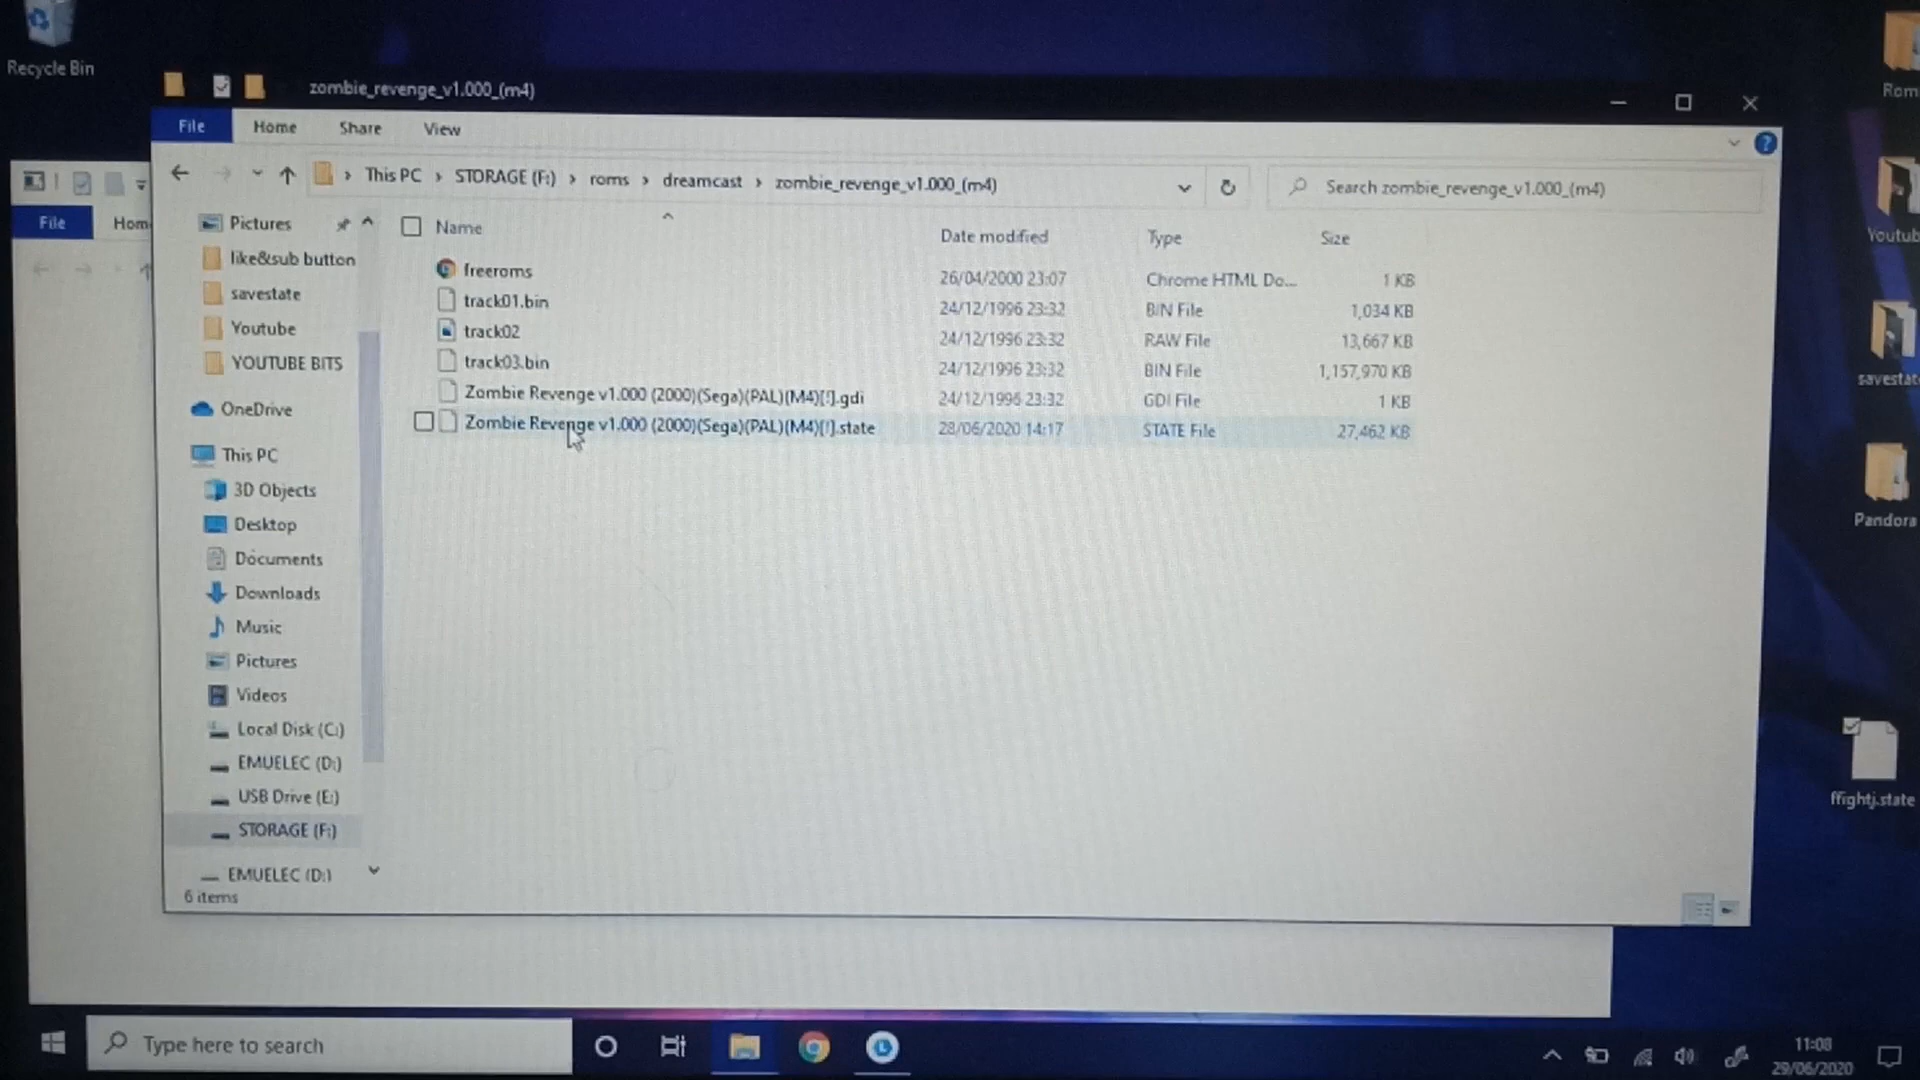 Recycle Bin
zombie_revenge_v1.000_(m4)
File Home Share View
This PC STORAGE (F:) roms dreamcast zombie_revenge_v1.000_(m4)
Search zombie_revenge_v1.000_(m4)
File Hom
Name Date modified Type Size
freeroms 26/04/2000 23:07 Chrome HTML Do... 1 KB
track01.bin 24/12/1996 23:32 BIN File 1,034 KB
track02 24/12/1996 23:32 RAW File 13,667 KB
track03.bin 24/12/1996 23:32 BIN File 1,157,970 KB
Zombie Revenge v1.000 (2000)(Sega)(PAL)(M4)[!].gdi 24/12/1996 23:32 GDI File 1 KB
Zombie Revenge v1.000 (2000)(Sega)(PAL)(M4)[!].state 28/06/2020 14:17 STATE File 27,462 KB
Pictures
like&sub button
savestate
Youtube
YOUTUBE BITS
OneDrive
This PC
3D Objects
Desktop
Documents
Downloads
Music
Pictures
Videos
Local Disk (C:)
EMUELEC (D:)
USB Drive (E:)
STORAGE (F:)
EMUELEC (D:)
6 items
Rom
Youtub
savestat
Pandora
ffightj.state
Type here to search
11:08
29/06/2020